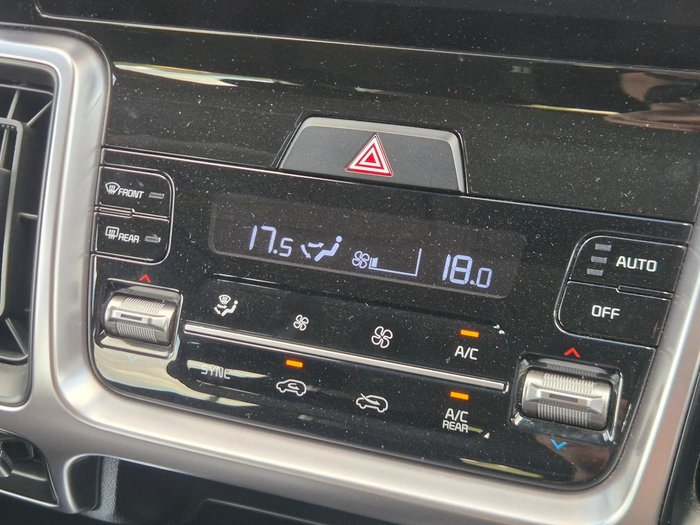 FRONT
REAR
17.5 18.0
AUTO
OFF
A/C
SYNC
A/C
REAR